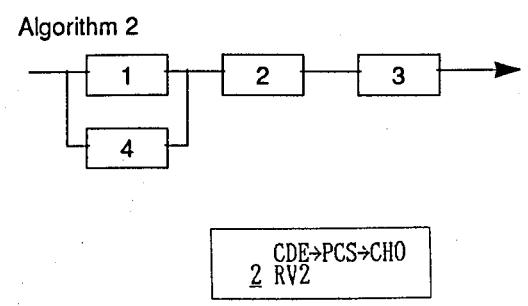 Algorithm 2
1 2 3
4
CDE→PCS→CHO
2 RV2